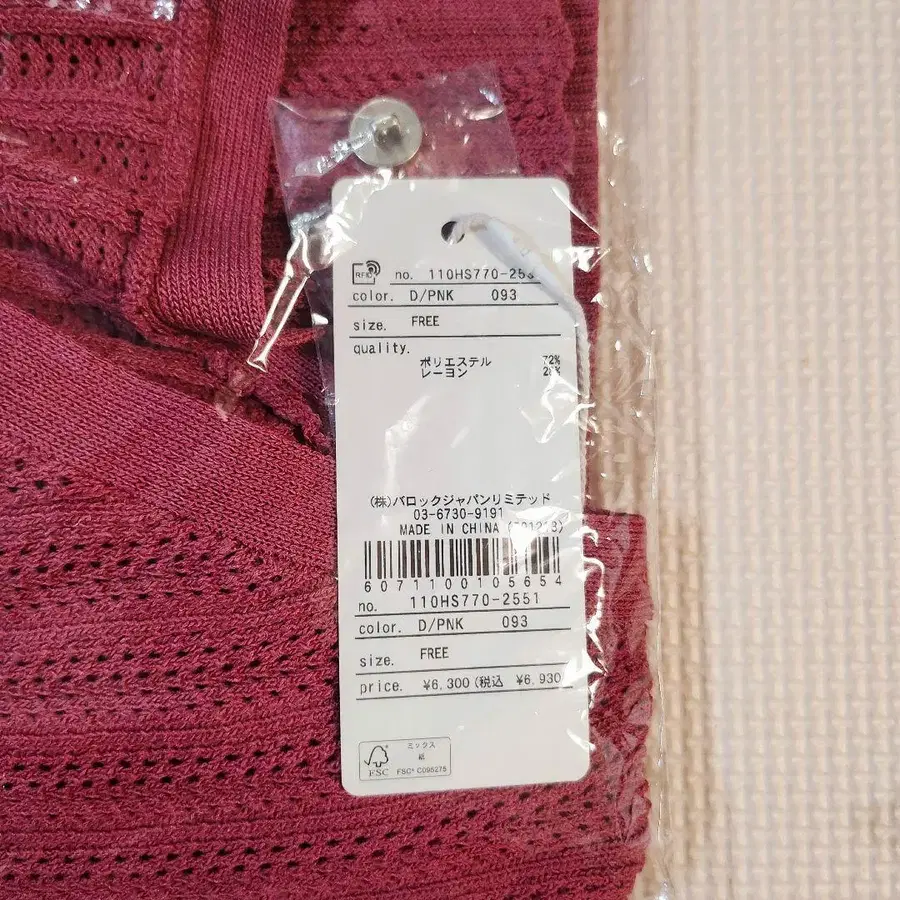 RFID
no. 110HS770-255
color. D/PNK 093
size. FREE
quality.
ポリエステル 72%
レーヨン 28%
(株)バロックジャパンリミテッド
03-6730-9191
MADE IN CHINA
6071100105654
no. 110HS770-2551
color. D/PNK 093
size. FREE
price. ¥6,300(税込 ¥6,930
ミックス
紙
FSC FSC® C095275